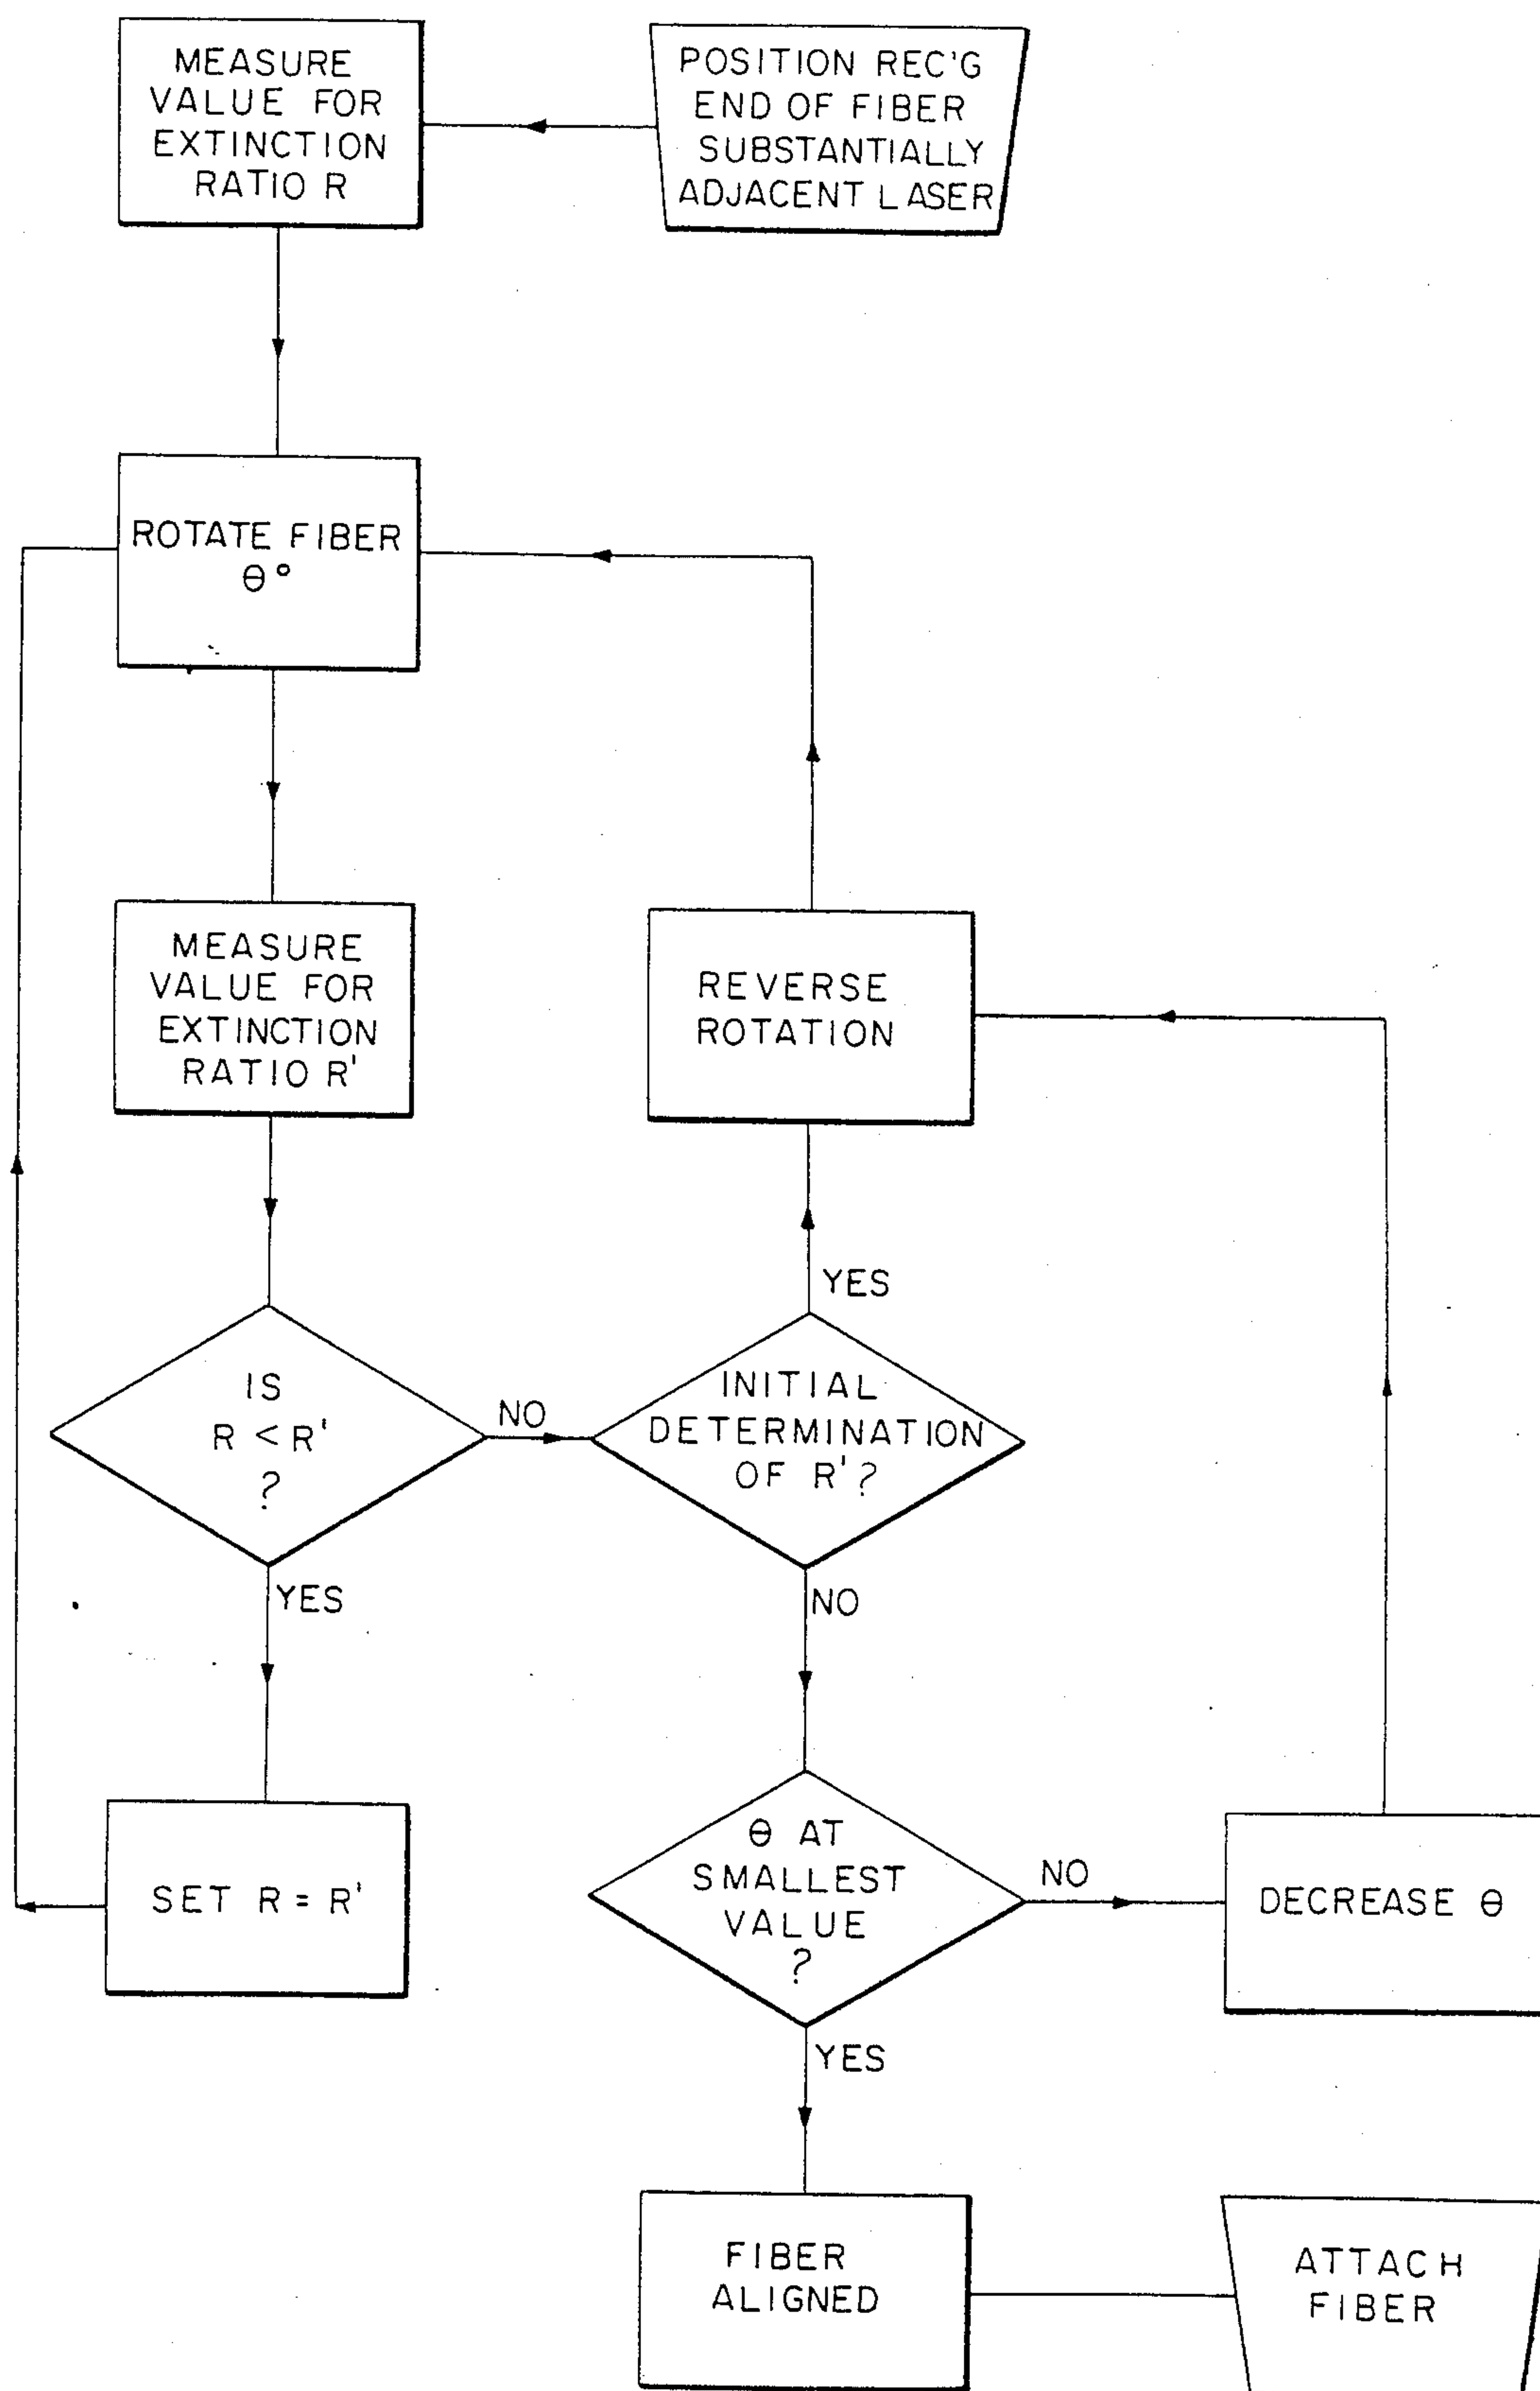 MEASURE
VALUE FOR
EXTINCTION
RATIO R
POSITION REC'G
END OF FIBER
SUBSTANTIALLY
ADJACENT LASER
ROTATE FIBER
θ°
MEASURE
VALUE FOR
EXTINCTION
RATIO R'
REVERSE
ROTATION
YES
IS
R < R'
?
NO
INITIAL
DETERMINATION
OF R'?
YES
NO
SET R = R'
θ AT
SMALLEST
VALUE
?
NO
DECREASE θ
YES
FIBER
ALIGNED
ATTACH
FIBER